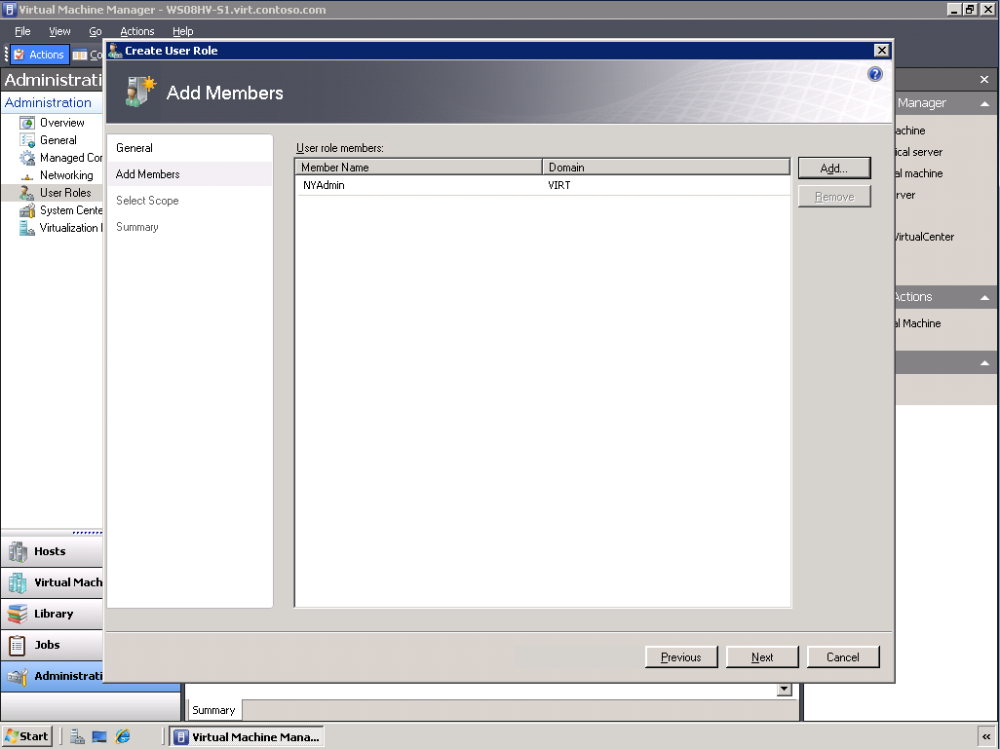 Virtual Machine Manager - WS08HV-S1.virt.contoso.com
File View Go Actions Help
Actions Co
Administrati
Administration
Overview
General
Managed Cor
Networking
User Roles
System Cente
Virtualization
Hosts
Virtual Mach
Library
Jobs
Administrati
Create User Role
Add Members
General
Add Members
Select Scope
Summary
User role members:
Member Name Domain
NYAdmin VIRT
Add...
Remove
Previous Next Cancel
Manager
achine
ical server
al machine
rver
VirtualCenter
Actions
al Machine
Summary
Start Virtual Machine Mana...